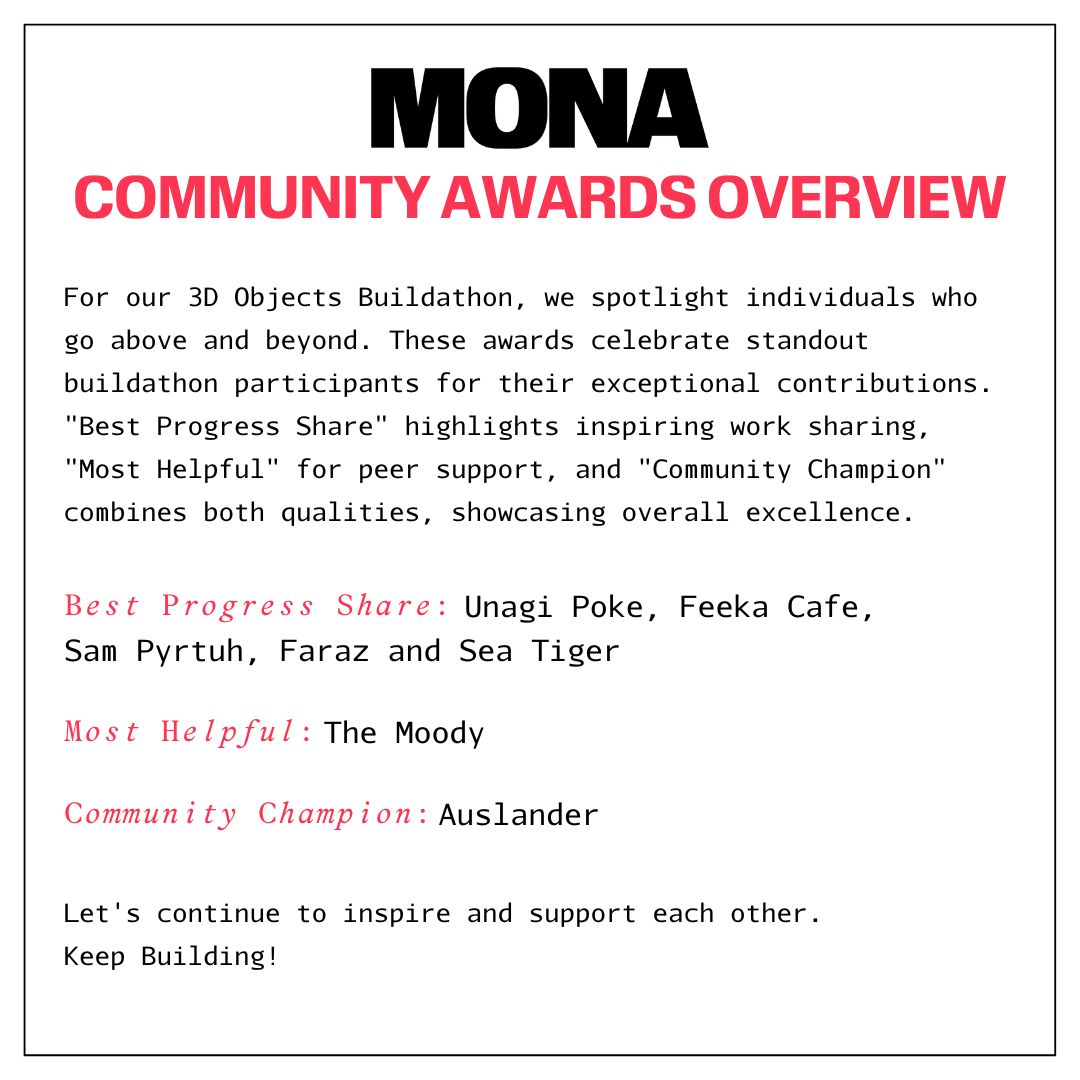 MONA
COMMUNITY AWARDS OVERVIEW
For our 3D Objects Buildathon, we spotlight individuals who
go above and beyond. These awards celebrate standout
buildathon participants for their exceptional contributions.
"Best Progress Share" highlights inspiring work sharing,
"Most Helpful" for peer support, and "Community Champion"
combines both qualities, showcasing overall excellence.
Best Progress Share: Unagi Poke, Feeka Cafe,
Sam Pyrtuh, Faraz and Sea Tiger
Most Helpful: The Moody
Community Champion: Auslander
Let's continue to inspire and support each other.
Keep Building!